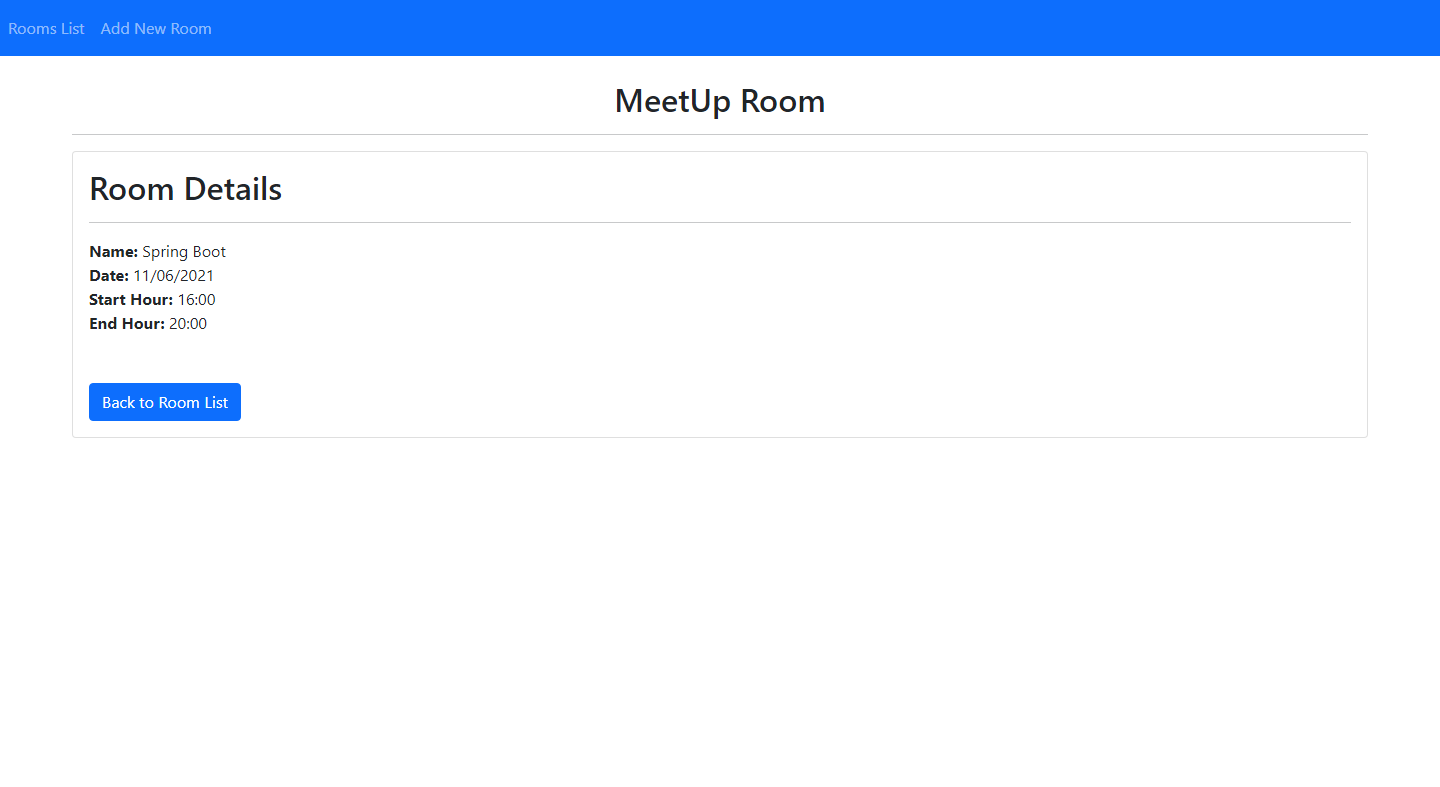 Rooms List Add New Room
MeetUp Room
Room Details
Name: Spring Boot
Date: 11/06/2021
Start Hour: 16:00
End Hour: 20:00
Back to Room List